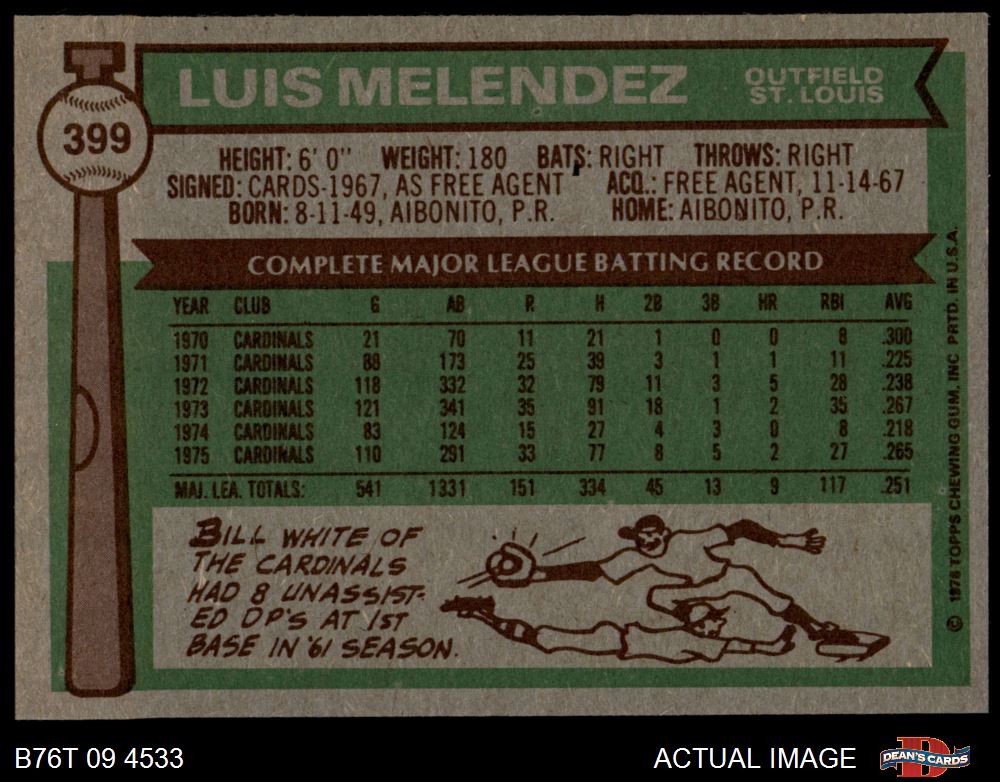 399
LUIS MELENDEZ
OUTFIELD
ST. LOUIS
HEIGHT: 6' 0" WEIGHT: 180 BATS: RIGHT THROWS: RIGHT
SIGNED: CARDS-1967, AS FREE AGENT ACQ.: FREE AGENT, 11-14-67
BORN: 8-11-49, AIBONITO, P.R. HOME: AIBONITO, P.R.
COMPLETE MAJOR LEAGUE BATTING RECORD
YEAR CLUB G AB R H 2B 3B HR RBI AVG
1970 CARDINALS 21 70 11 21 1 0 0 8 .300
1971 CARDINALS 88 173 25 39 3 1 1 11 .225
1972 CARDINALS 118 332 32 79 11 3 5 28 .238
1973 CARDINALS 121 341 35 91 18 1 2 35 .267
1974 CARDINALS 83 124 15 27 4 3 0 8 .218
1975 CARDINALS 110 291 33 77 8 5 2 27 .265
MAJ. LEA. TOTALS: 541 1331 151 334 45 13 9 117 .251
BILL WHITE OF
THE CARDINALS
HAD 8 UNASSIST-
ED DP'S AT 1ST
BASE IN '61 SEASON.
© 1976 TOPPS CHEWING GUM, INC PRTD. IN U.S.A.
B76T 09 4533
ACTUAL IMAGE
DEAN'S CARDS